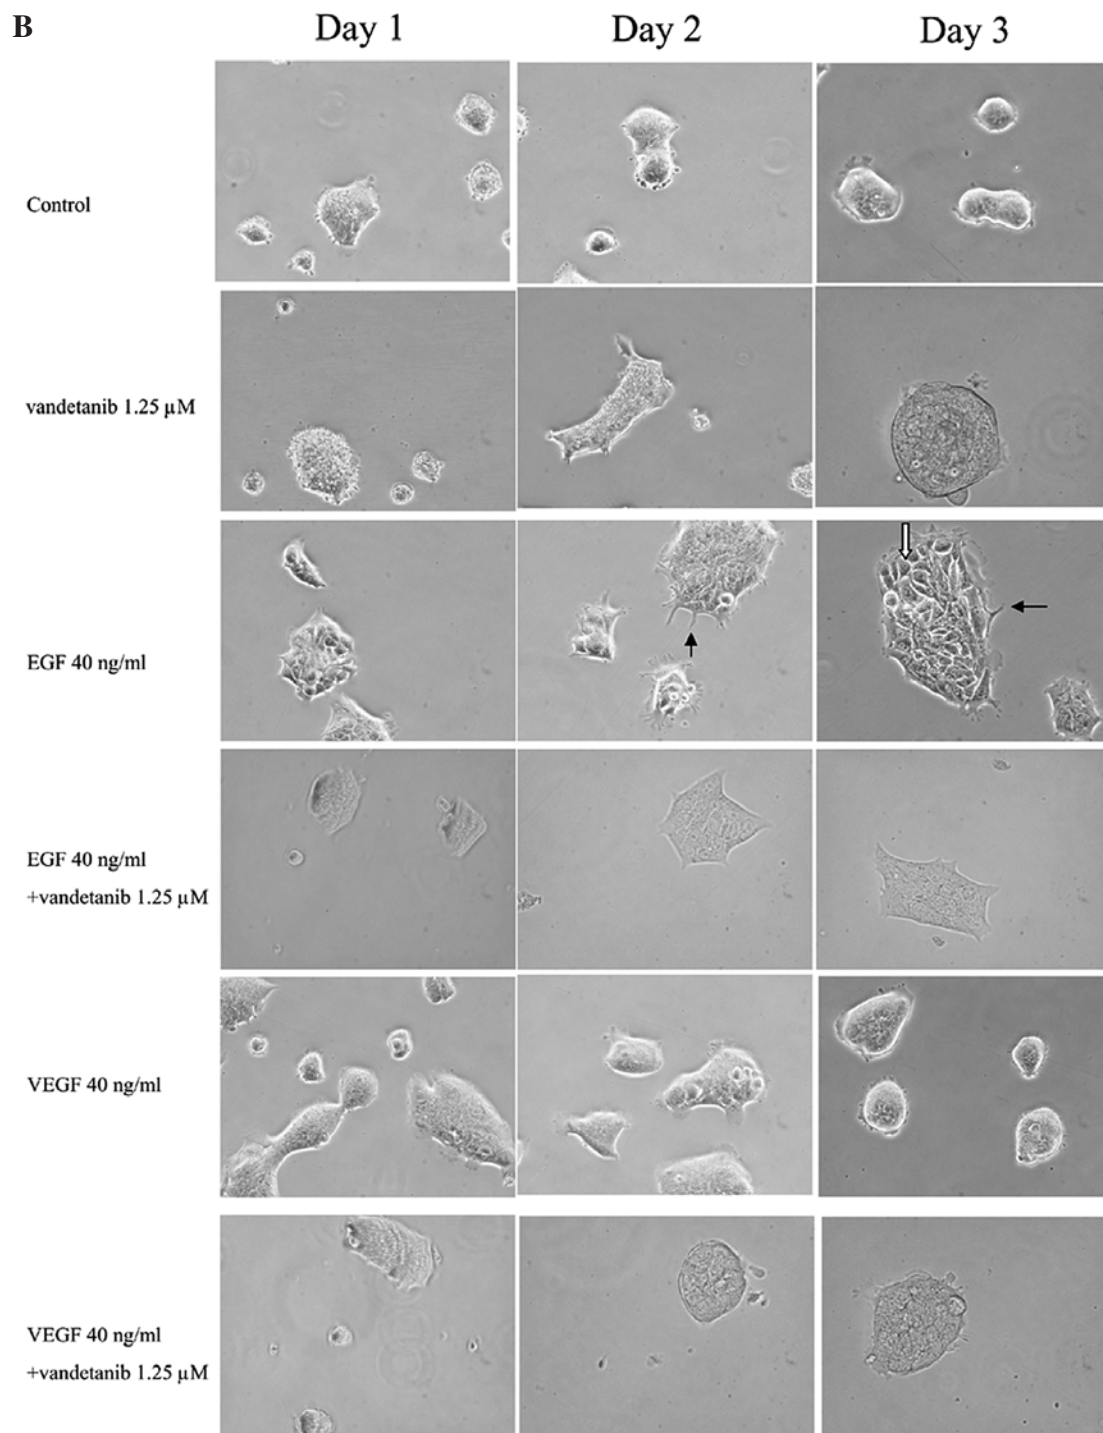 B
Day 1
Day 2
Day 3
Control
vandetanib 1.25 µM
EGF 40 ng/ml
EGF 40 ng/ml
+vandetanib 1.25 µM
VEGF 40 ng/ml
VEGF 40 ng/ml
+vandetanib 1.25 µM